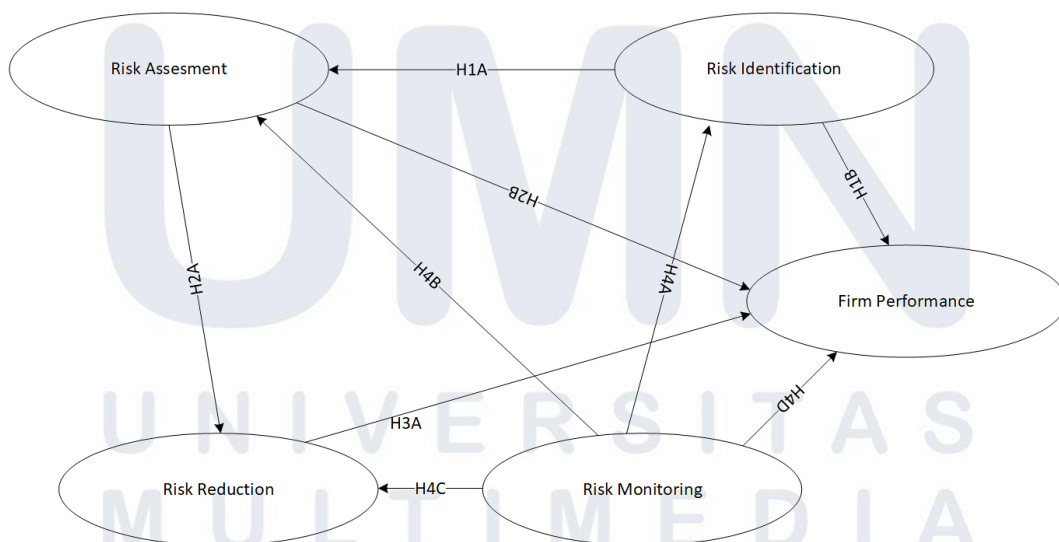 Risk Assesment
H1A
Risk Identification
H1B
H2B
H2A
H4B
H4A
Firm Performance
H3A
H4D
Risk Reduction
H4C
Risk Monitoring
UMN
UNIVERSITAS
MULTIMEDIA